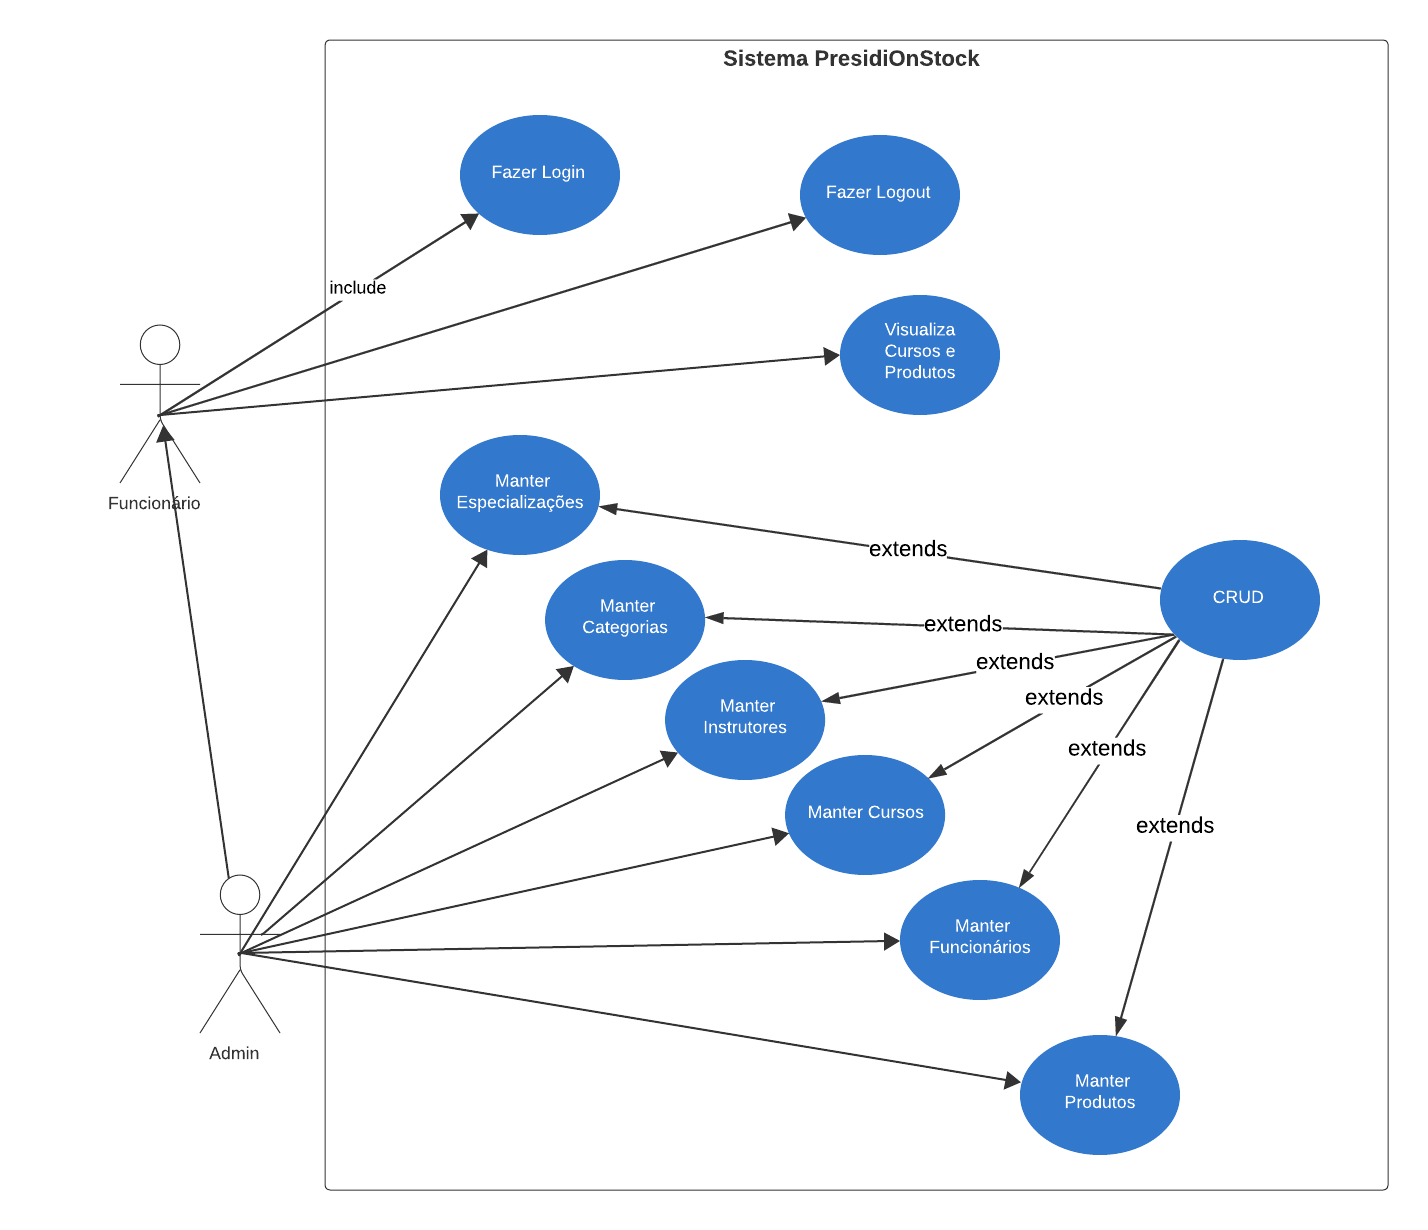 Sistema PresidiOnStock
Fazer Login
Fazer Logout
include
Visualiza
Cursos e
Produtos
Funcionário
Manter
Especializações
extends
CRUD
Manter
Categorias
extends
extends
extends
Manter
Instrutores
extends
Manter Cursos
extends
Manter
Funcionários
Admin
Manter
Produtos